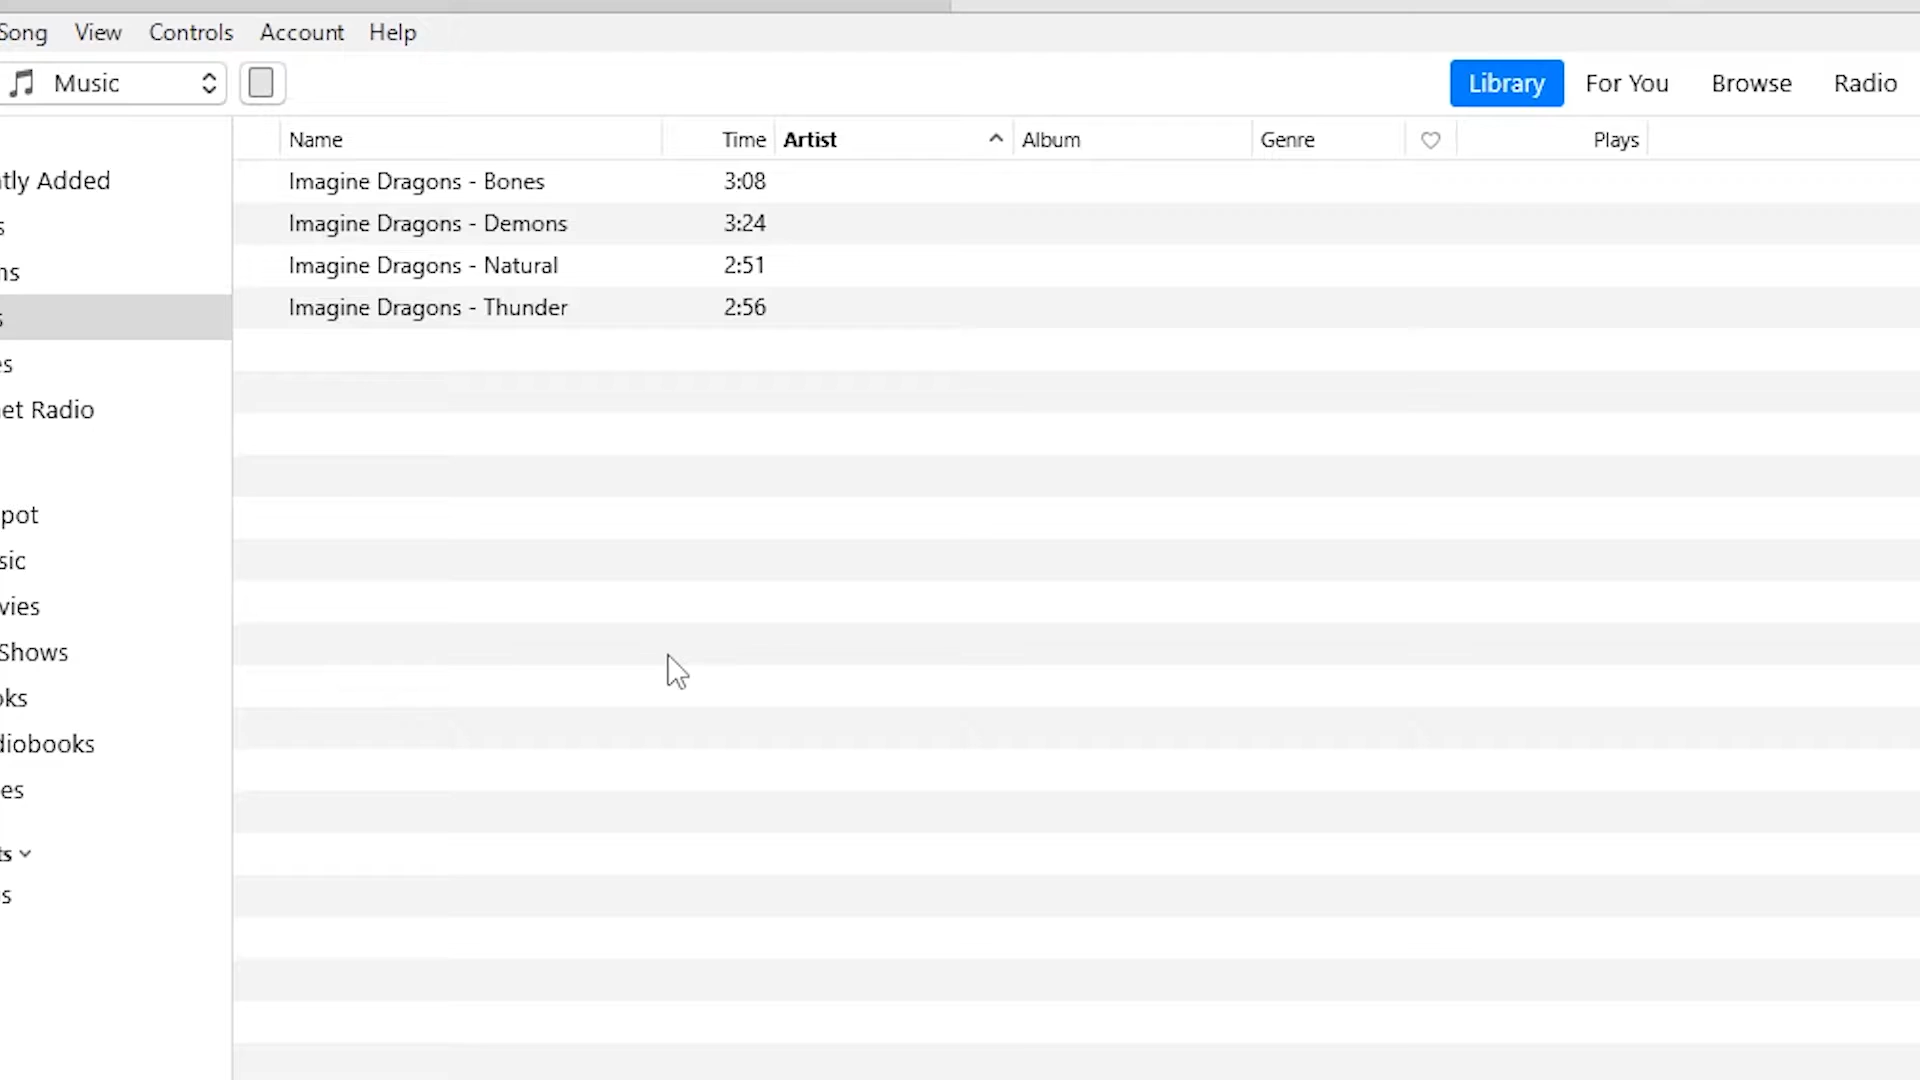 Song View Controls Account Help
Music Library For You Browse Radio
Name Time Artist Album Genre Plays
Imagine Dragons - Bones 3:08
Imagine Dragons - Demons 3:24
Imagine Dragons - Natural 2:51
Imagine Dragons - Thunder 2:56
tly Added
s
ns
s
es
et Radio
pot
sic
vies
Shows
oks
diobooks
es
ts
s